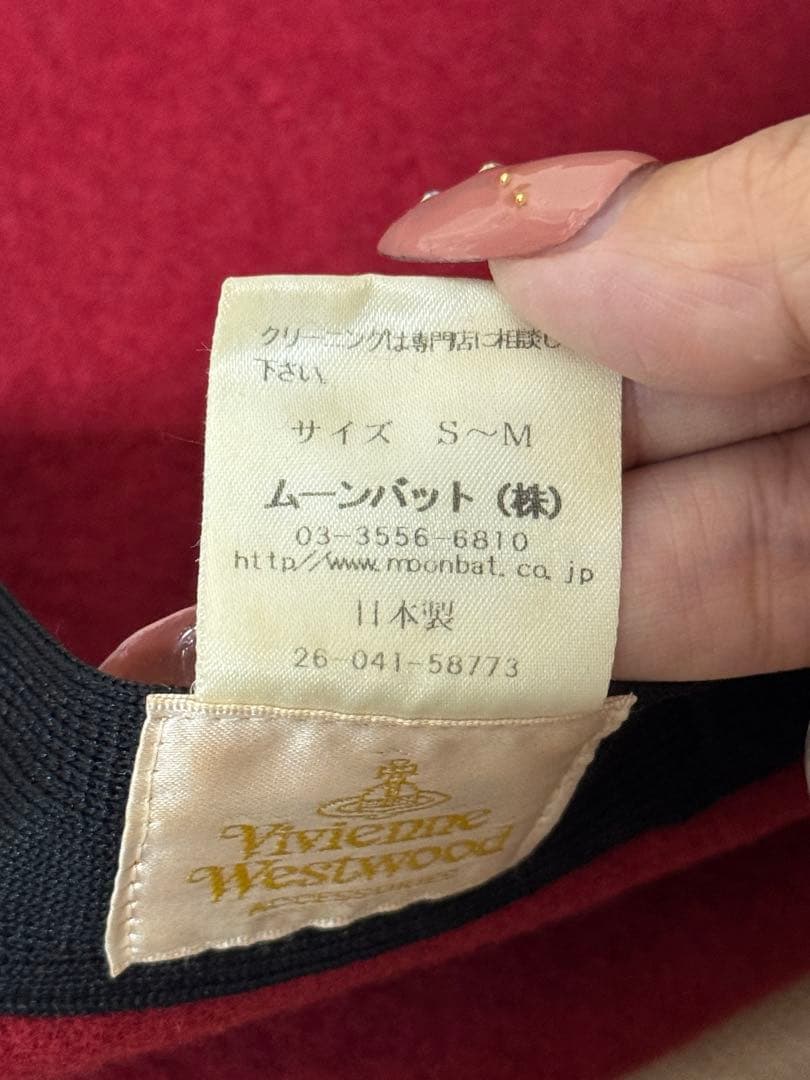 クリーニングは専門店に相談し
下さい。
サイズ S～M
ムーンバット（株）
03-3556-6810
http//www.moonbat.co.jp
日本製
26-041-58773
Vivienne
Westwood
ACCESSORIES